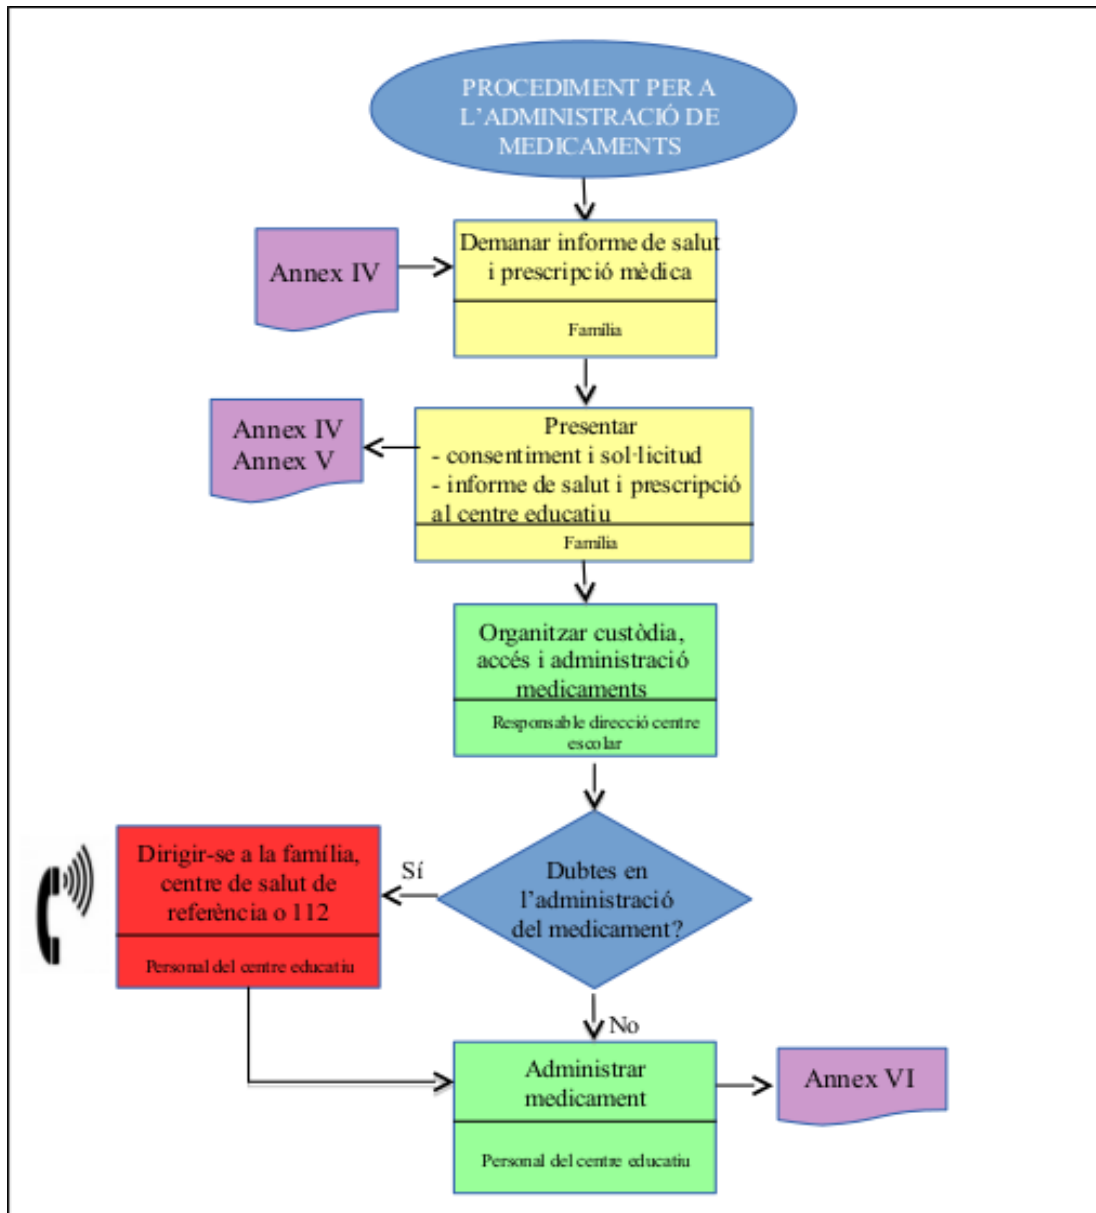 PROCEDIMENT PER A
L’ADMINISTRACIÓ DE
MEDICAMENTS
Annex IV
Demanar informe de salut
i prescripció mèdica
Família
Annex IV
Annex V
Presentar
- consentiment i sol·licitud
- informe de salut i prescripció
al centre educatiu
Família
Organitzar custòdia,
accés i administració
medicaments
Responsable direcció centre
escolar
Dubtes en
l’administració
del medicament?
Sí
Dirigir-se a la família,
centre de salut de
referència o 112
Personal del centre educatiu
No
Administrar
medicament
Personal del centre educatiu
Annex VI